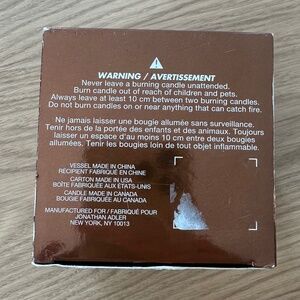 WARNING / AVERTISSEMENT
Never leave a burning candle unattended.
Burn candle out of reach of children and pets.
Always leave at least 10 cm between two burning candles.
Do not burn candles on or near anything that can catch fire.
Ne jamais laisser une bougie allumée sans surveillance.
Tenir hors de la portée des enfants et des animaux. Toujours
laisser un espace d'au moins 10 cm entre deux bougies
allumées. Tenir les bougies loin de tout objet inflammable.
VESSEL MADE IN CHINA
RÉCIPIENT FABRIQUÉ EN CHINE
CARTON MADE IN USA
BOÎTE FABRIQUÉE AUX ÉTATS-UNIS
CANDLE MADE IN CANADA
BOUGIE FABRIQUÉE AU CANADA
MANUFACTURED FOR / FABRIQUÉ POUR
JONATHAN ADLER
NEW YORK, NY 10013